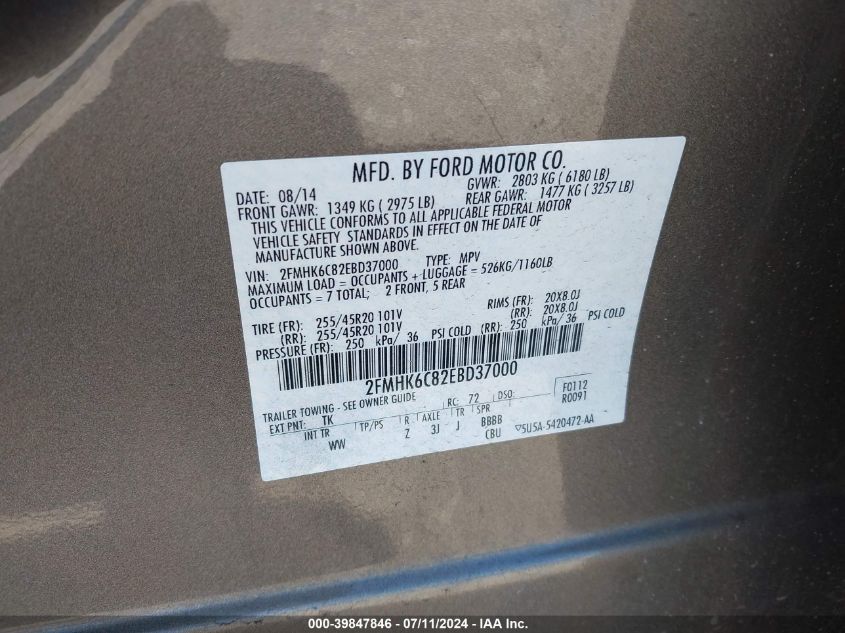 MFD. BY FORD MOTOR CO.
DATE: 08/14 GVWR: 2803 KG ( 6180 LB)
FRONT GAWR: 1349 KG ( 2975 LB) REAR GAWR: 1477 KG ( 3257 LB)
THIS VEHICLE CONFORMS TO ALL APPLICABLE FEDERAL MOTOR
VEHICLE SAFETY STANDARDS IN EFFECT ON THE DATE OF
MANUFACTURE SHOWN ABOVE.
VIN: 2FMHK6C82EBD37000 TYPE: MPV
MAXIMUM LOAD = OCCUPANTS + LUGGAGE = 526KG/1160LB
OCCUPANTS = 7 TOTAL; 2 FRONT, 5 REAR
TIRE (FR): 255/45R20 101V RIMS (FR): 20X8.0J
(RR): 255/45R20 101V (RR): 20X8.0J
PRESSURE (FR): 250 kPa/ 36 PSI COLD (RR): 250 kPa/ 36 PSI COLD
2FMHK6C82EBD37000
TRAILER TOWING - SEE OWNER GUIDE
F0112
R0091
EXT PNT: TK RC: 72 DSO:
INT TR TP/PS R AXLE TR SPR
WW Z 3J J BBBB
CBU ▽5U5A-5420472-AA
000-39847846 - 07/11/2024 - IAA Inc.